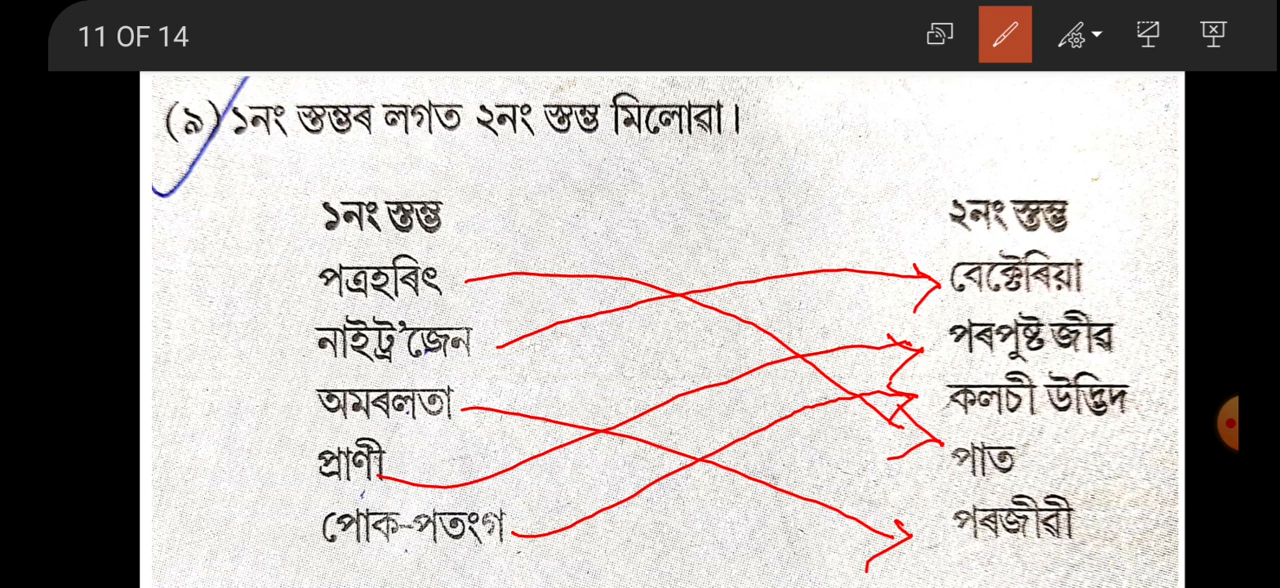 11 OF 14
(৯) ১নং স্তম্ভৰ লগত ২নং স্তম্ভ মিলোৱা।
১নং স্তম্ভ ২নং স্তম্ভ
পত্ৰহৰিৎ বেক্টেৰিয়া
নাইট্ৰ'জেন পৰপুষ্ট জীৱ
অমৰলতা কলচী উদ্ভিদ
প্ৰাণী পাত
পোক-পতংগ পৰজীৱী